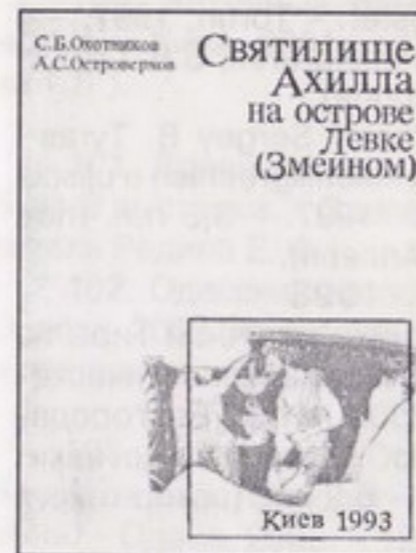 С.Б.Охотников
А.С.Островерхов
Святилище
Ахилла
на острове
Левке
(Змеином)
Киев 1993